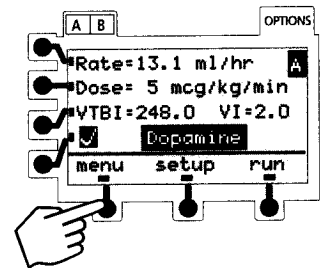 A B
OPTIONS
Rate=13.1 ml/hr A
Dose= 5 mcg/kg/min
VTBI=248.0 VI=2.0
Dopamine
menu setup run